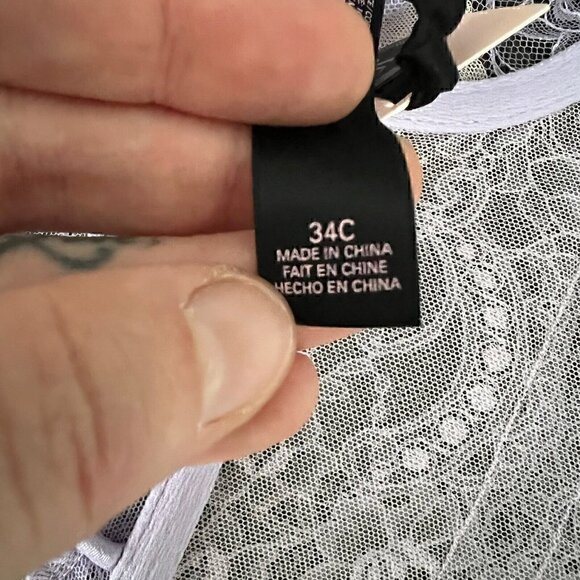 34C
MADE IN CHINA
FAIT EN CHINE
HECHO EN CHINA